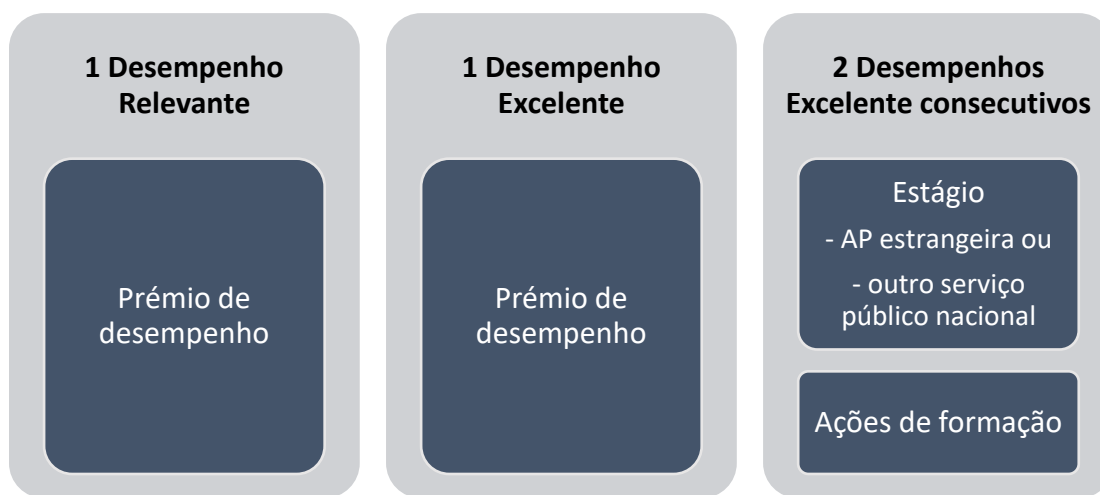 1 Desempenho
Relevante
Prémio de
desempenho
1 Desempenho
Excelente
Prémio de
desempenho
2 Desempenhos
Excelente consecutivos
Estágio
- AP estrangeira ou
- outro serviço
público nacional
Ações de formação